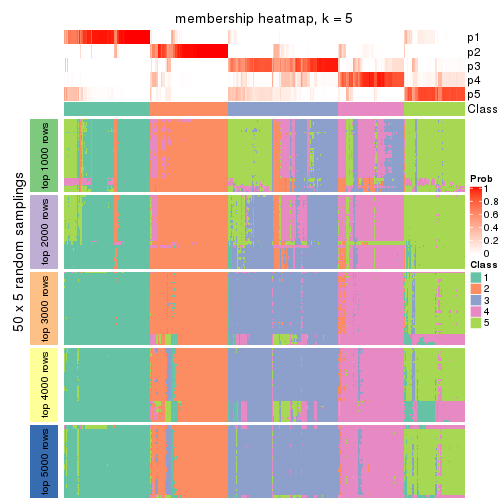 membership heatmap, k = 5
p1
p2
p3
p4
p5
Class
50 x 5 random samplings
top 1000 rows
top 2000 rows
top 3000 rows
top 4000 rows
top 5000 rows
Prob
1
0.8
0.6
0.4
0.2
0
Class
1
2
3
4
5